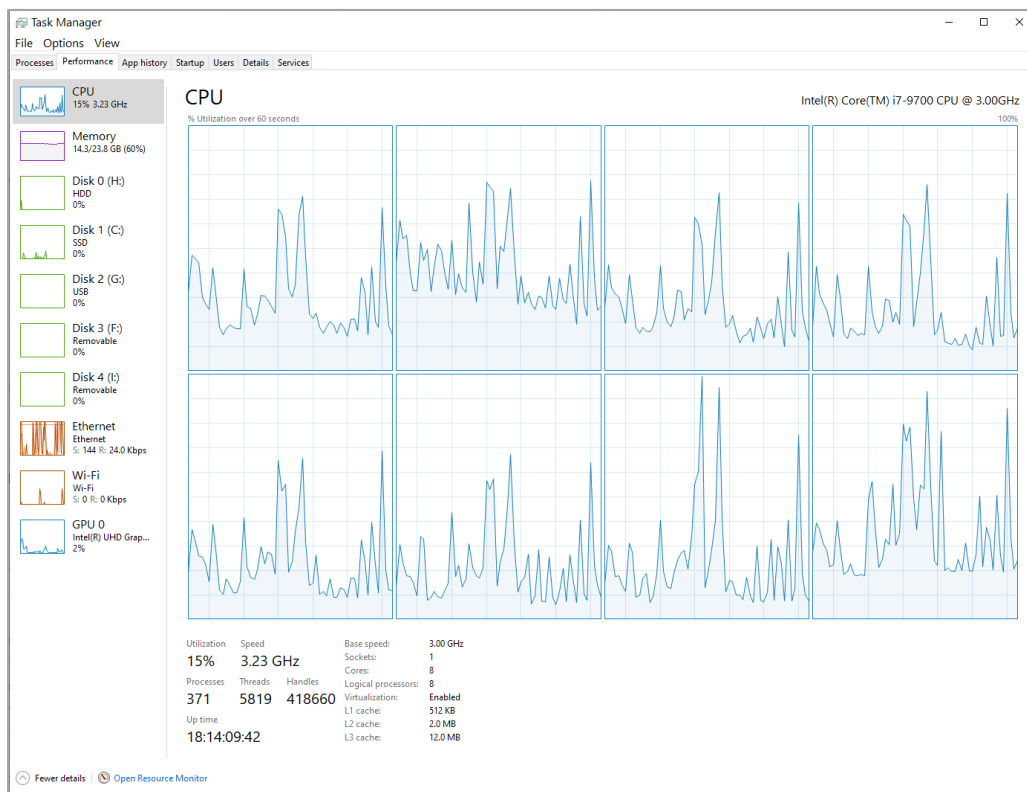 Task Manager
File Options View
Processes Performance App history Startup Users Details Services
CPU
15% 3.23 GHz
Memory
14.3/23.8 GB (60%)
Disk 0 (H:)
HDD
0%
Disk 1 (C:)
SSD
0%
Disk 2 (G:)
USB
0%
Disk 3 (F:)
Removable
0%
Disk 4 (I:)
Removable
0%
Ethernet
Ethernet
S: 144 R: 24.0 Kbps
Wi-Fi
Wi-Fi
S: 0 R: 0 Kbps
GPU 0
Intel(R) UHD Grap...
2%
CPU Intel(R) Core(TM) i7-9700 CPU @ 3.00GHz
% Utilization over 60 seconds 100%
Utilization Speed
15% 3.23 GHz
Processes Threads Handles
371 5819 418660
Up time
18:14:09:42
Base speed: 3.00 GHz
Sockets: 1
Cores: 8
Logical processors: 8
Virtualization: Enabled
L1 cache: 512 KB
L2 cache: 2.0 MB
L3 cache: 12.0 MB
Fewer details Open Resource Monitor